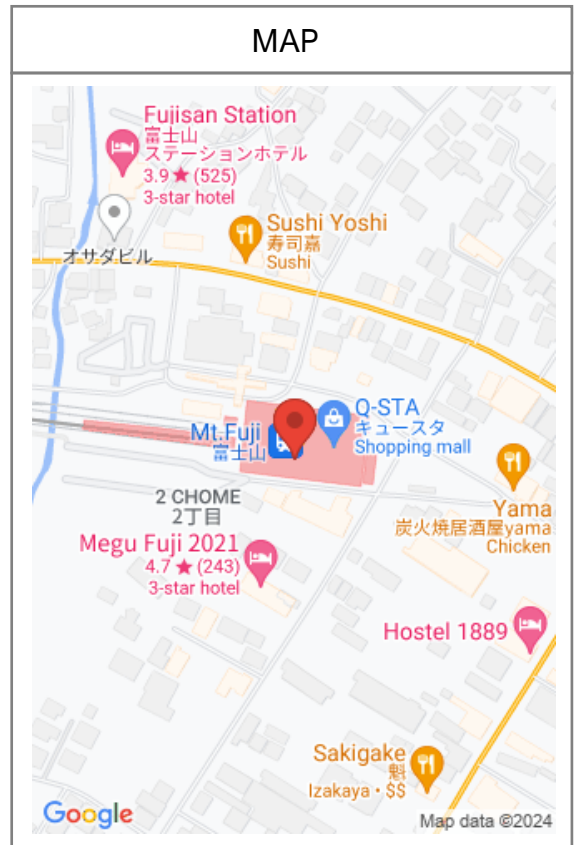 MAP
Fujisan Station
富士山
ステーションホテル
3.9 ★ (525)
3-star hotel
オサダビル
Sushi Yoshi
寿司嘉
Sushi
Q-STA
キュースタ
Shopping mall
Mt.Fuji
富士山
Yama
炭火焼居酒屋yama
Chicken
2 CHOME
2丁目
Megu Fuji 2021
4.7 ★ (243)
3-star hotel
Hostel 1889
Sakigake
魁
Izakaya • $$
Google
Map data ©2024